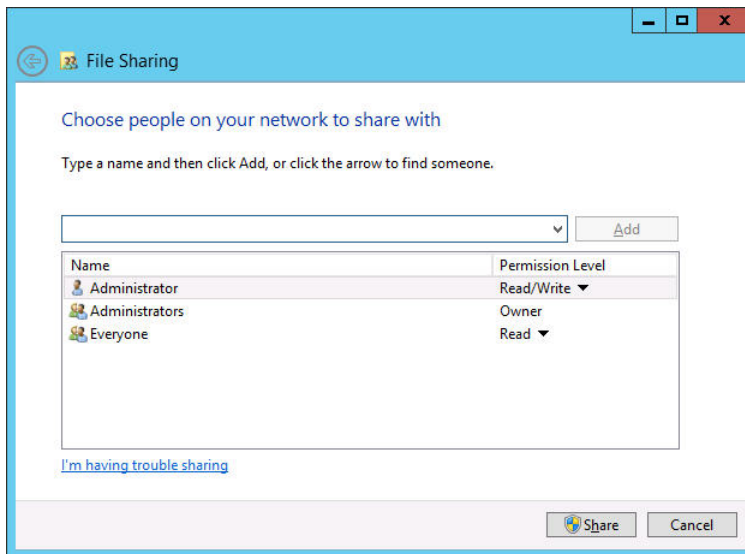 File Sharing
Choose people on your network to share with
Type a name and then click Add, or click the arrow to find someone.
Add
Name Permission Level
Administrator Read/Write
Administrators Owner
Everyone Read
I'm having trouble sharing
Share Cancel